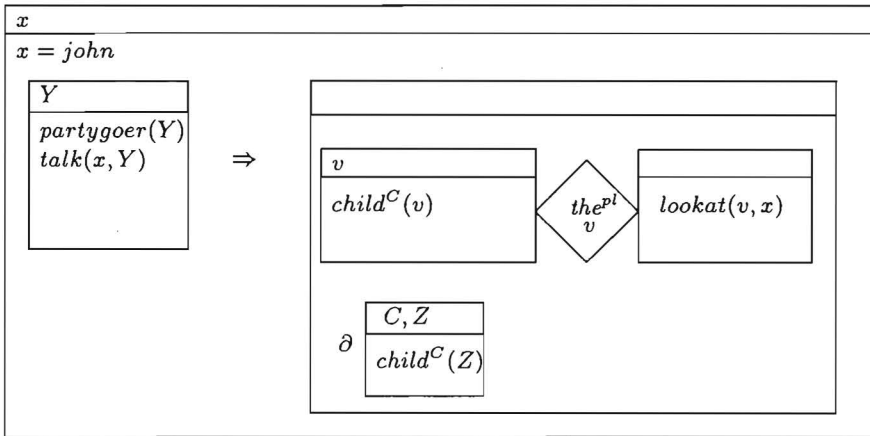 x
x = john
Y
partygoer(Y)
talk(x, Y)
⇒
v
child^C(v)
the^pl
v
lookat(v, x)
∂
C, Z
child^C(Z)